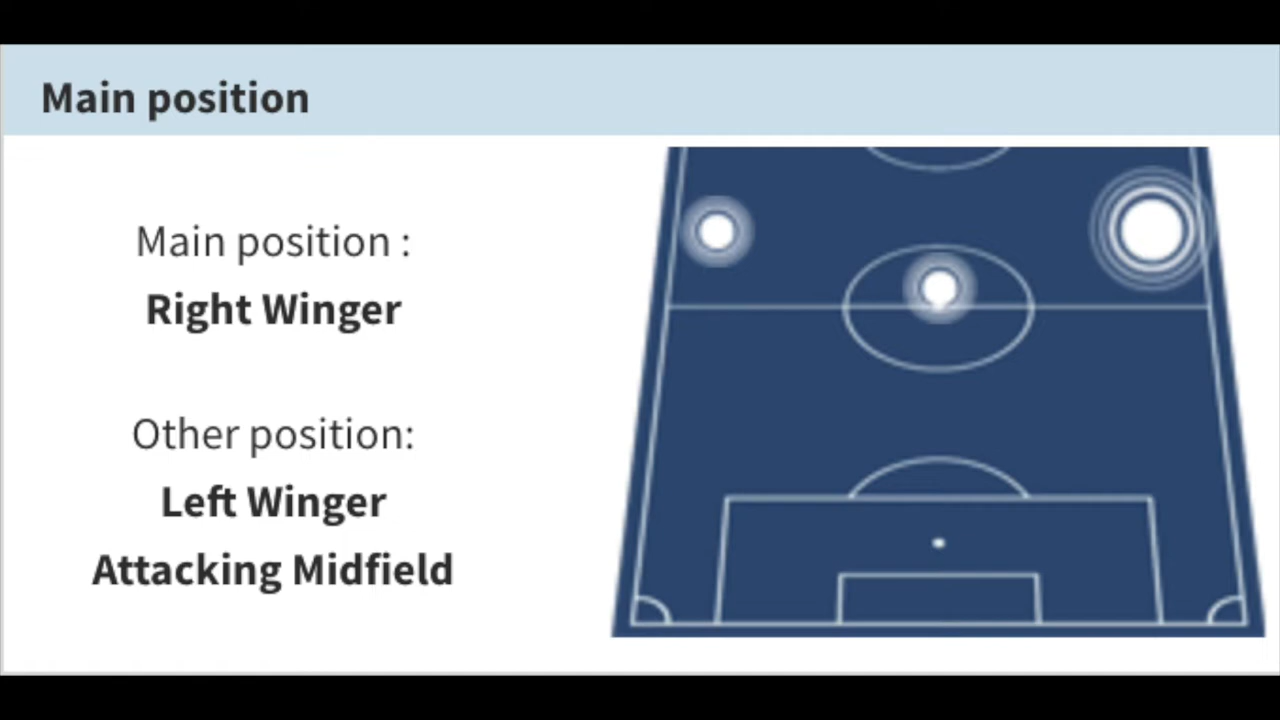 Main position
Main position :
Right Winger
Other position:
Left Winger
Attacking Midfield